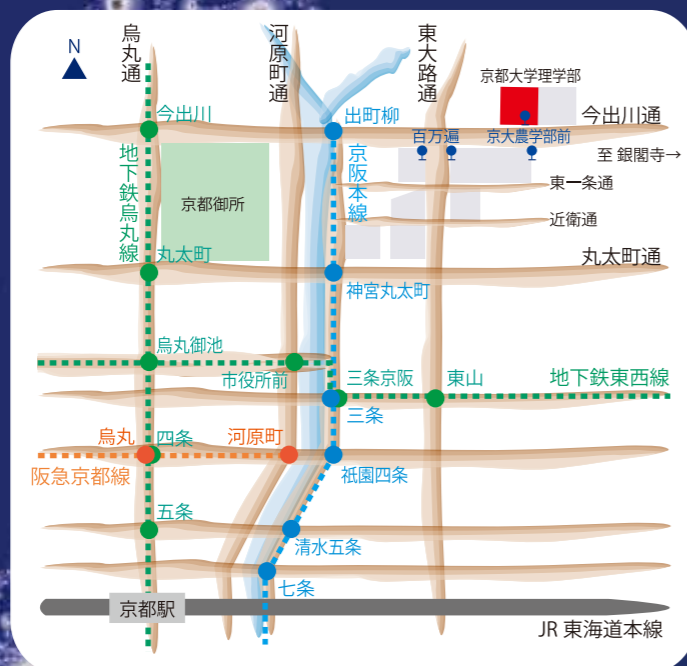 N
烏丸通
河原町通
東大路通
京都大学理学部
今出川
出町柳
今出川通
百万遍
京大農学部前
至 銀閣寺→
地下鉄烏丸線
京阪本線
京都御所
東一条通
近衛通
丸太町
神宮丸太町
丸太町通
烏丸御池
市役所前
三条京阪
東山
地下鉄東西線
三条
烏丸
四条
河原町
阪急京都線
祇園四条
五条
清水五条
七条
京都駅
JR 東海道本線